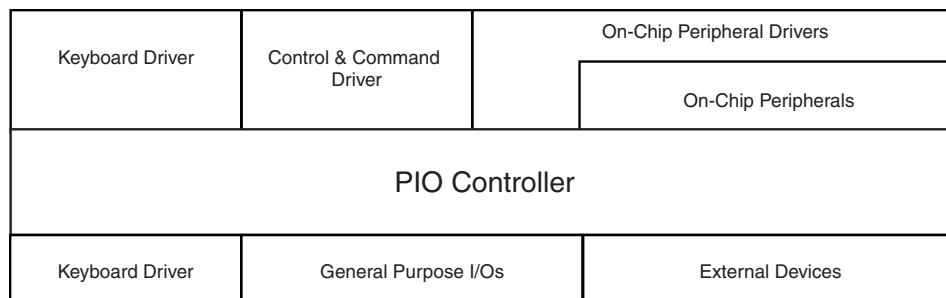 Keyboard Driver
Control & Command
Driver
On-Chip Peripheral Drivers
On-Chip Peripherals
PIO Controller
Keyboard Driver
General Purpose I/Os
External Devices